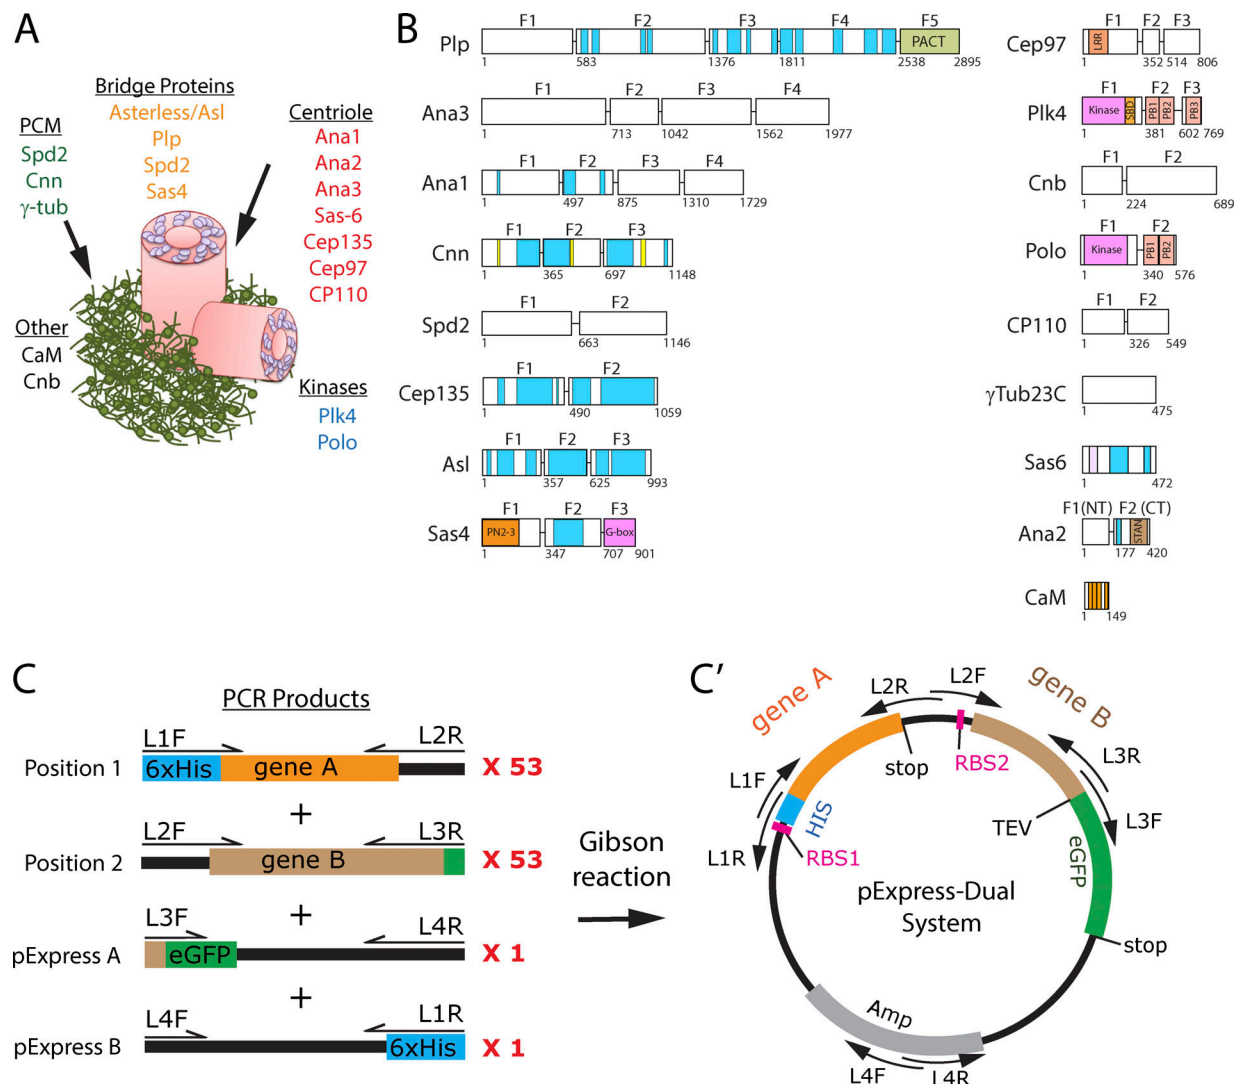 A
Bridge Proteins
Asterless/Asl
Plp
Spd2
Sas4
PCM
Spd2
Cnn
γ-tub
Centriole
Ana1
Ana2
Ana3
Sas-6
Cep135
Cep97
CP110
Other
CaM
Cnb
Kinases
Plk4
Polo
B
F1 F2 F3 F4 F5
Plp PACT
1 583 1376 1811 2538 2895
F1 F2 F3 F4
Ana3
1 713 1042 1562 1977
F1 F2 F3 F4
Ana1
1 497 875 1310 1729
F1 F2 F3
Cnn
1 365 697 1148
F1 F2
Spd2
1 663 1146
F1 F2
Cep135
1 490 1059
F1 F2 F3
Asl
1 357 625 993
F1 F2 F3
Sas4 PN2-3 G-box
1 347 707 901
F1 F2 F3
Cep97 LRR
1 352 514 806
F1 F2 F3
Plk4 Kinase SBD PB1 PB2 PB3
1 381 602 769
F1 F2
Cnb
1 224 689
F1 F2
Polo Kinase PB1 PB2
1 340 576
F1 F2
CP110
1 326 549
γTub23C
1 475
Sas6
1 472
F1(NT) F2 (CT)
Ana2 STAN
1 177 420
CaM
1 149
C
PCR Products
L1F L2R
Position 1 6xHis gene A X 53
+
L2F L3R
Position 2 gene B X 53
+
L3F L4R
pExpress A eGFP X 1
+
L4F L1R
pExpress B 6xHis X 1
Gibson
reaction
C'
gene A
L2R
L2F
gene B
L1F
stop
RBS2
L3R
HIS
TEV
L3F
L1R
RBS1
eGFP
pExpress-Dual
System
stop
Amp
L4F
L4R